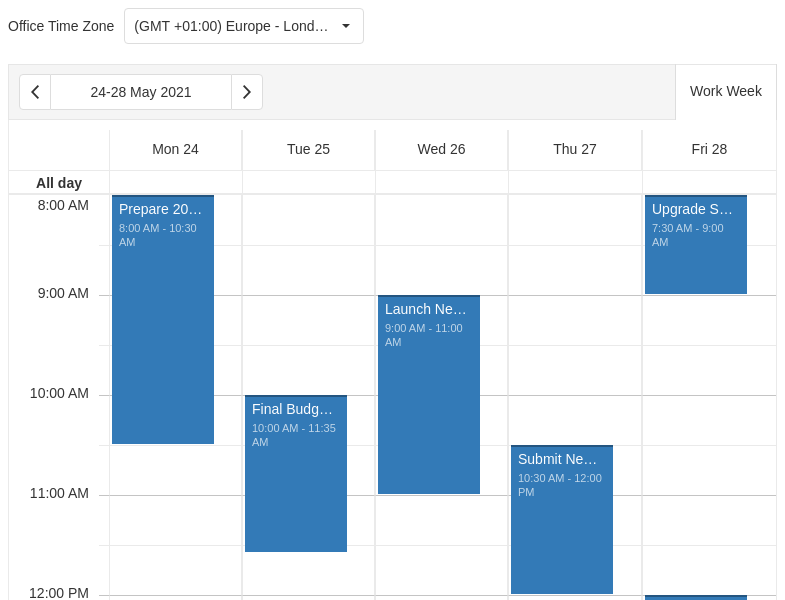 Office Time Zone
(GMT +01:00) Europe - Lond…
24-28 May 2021
Work Week
Mon 24
Tue 25
Wed 26
Thu 27
Fri 28
All day
8:00 AM
Prepare 20…
8:00 AM - 10:30
AM
Upgrade S…
7:30 AM - 9:00
AM
9:00 AM
Launch Ne…
9:00 AM - 11:00
AM
10:00 AM
Final Budg…
10:00 AM - 11:35
AM
Submit Ne…
10:30 AM - 12:00
PM
11:00 AM
12:00 PM